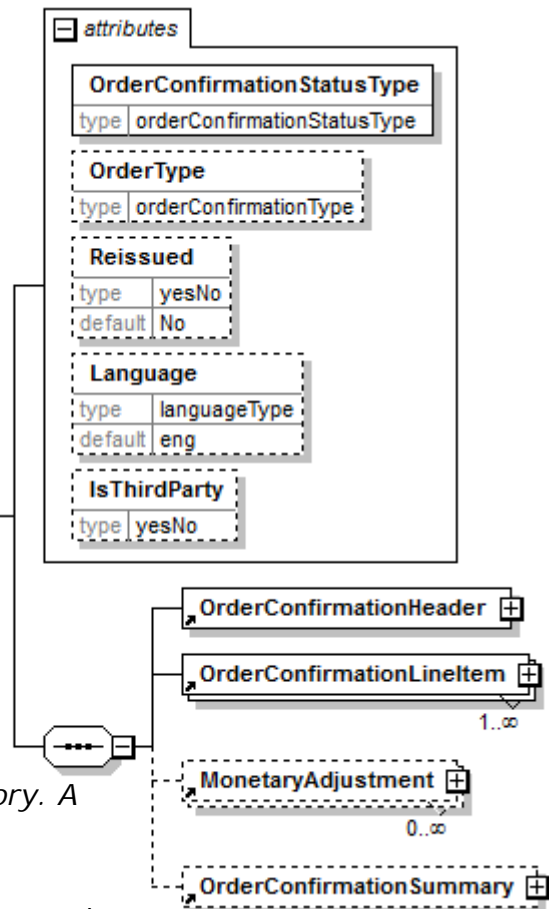 attributes
OrderConfirmationStatusType
type orderConfirmationStatusType
OrderType
type orderConfirmationType
Reissued
type yesNo
default No
Language
type languageType
default eng
IsThirdParty
type yesNo
OrderConfirmationHeader
OrderConfirmationLineItem
1..∞
ory. A
MonetaryAdjustment
0..∞
OrderConfirmationSummary